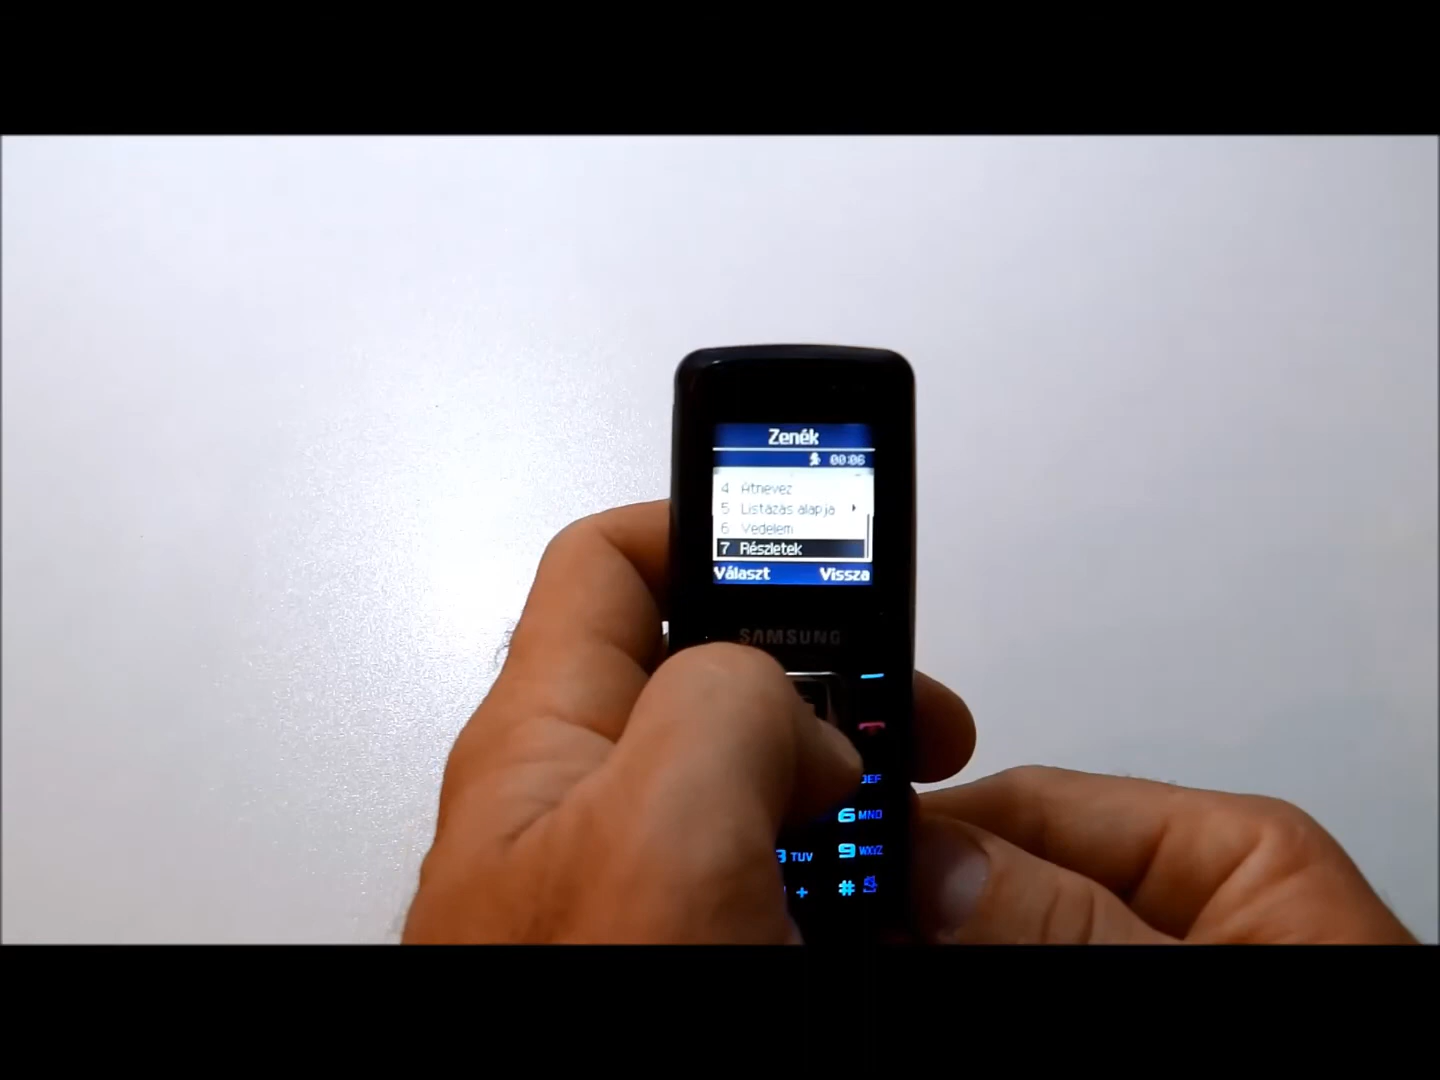 Zenék
00:06
4 Átnevez
5 Listázás alapja
6 Védelem
7 Részletek
Választ Vissza
SAMSUNG
DEF
6 MNO
8 TUV 9 WXYZ
+ #